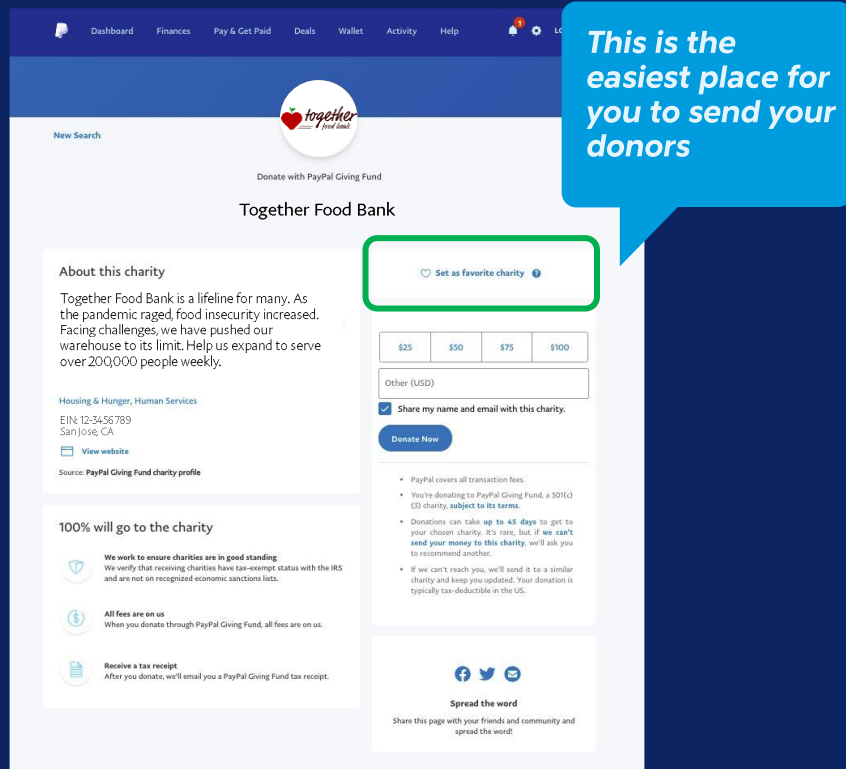 Dashboard Finances Pay & Get Paid Deals Wallet Activity Help 1
This is the
easiest place for
you to send your
donors
together
food bank
New Search
Donate with PayPal Giving Fund
Together Food Bank
About this charity
Together Food Bank is a lifeline for many. As
the pandemic raged, food insecurity increased.
Facing challenges, we have pushed our
warehouse to its limit. Help us expand to serve
over 200,000 people weekly.
Housing & Hunger, Human Services
EIN: 12-3456789
San Jose, CA
View website
Source: PayPal Giving Fund charity profile
100% will go to the charity
We work to ensure charities are in good standing
We verify that receiving charities have tax-exempt status with the IRS
and are not on recognized economic sanctions lists.
All fees are on us
When you donate through PayPal Giving Fund, all fees are on us.
Receive a tax receipt
After you donate, we'll email you a PayPal Giving Fund tax receipt.
Set as favorite charity ?
$25 $50 $75 $100
Other (USD)
Share my name and email with this charity.
Donate Now
• PayPal covers all transaction fees.
• You're donating to PayPal Giving Fund, a 501(c)
(3) charity, subject to its terms.
• Donations can take up to 45 days to get to
your chosen charity. It's rare, but if we can't
send your money to this charity, we'll ask you
to recommend another.
• If we can't reach you, we'll send it to a similar
charity and keep you updated. Your donation is
typically tax-deductible in the US.
Spread the word
Share this page with your friends and community and
spread the word!